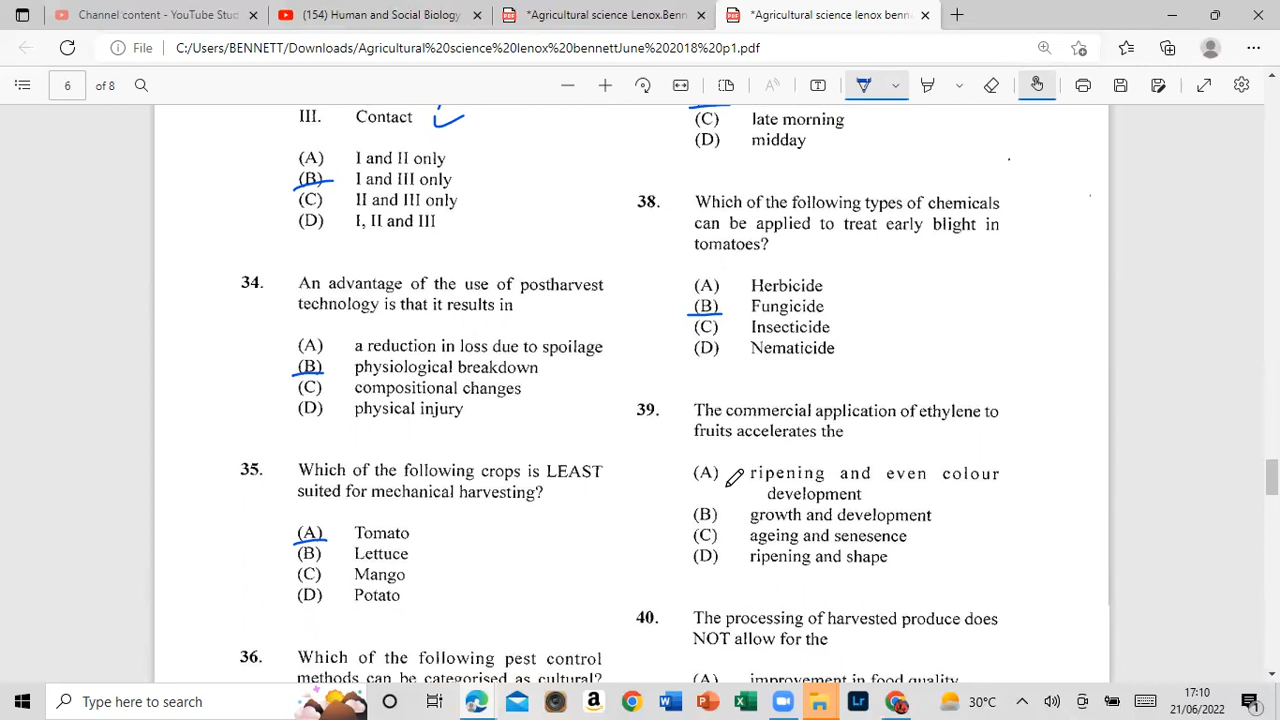 Content - YouTube Stu
(154) Human and Social Biology
*Agricultural science Lenox.Benn
*Agricultural science lenox benn
File
C:/Users/BENNETT/Downloads/Agricultural%20science%20lenox%20bennettJune%202018%20p1.pdf
6 of 8
III. Contact
(A) I and II only
(B) I and III only
(C) II and III only
(D) I, II and III
34. An advantage of the use of postharvest
technology is that it results in
(A) a reduction in loss due to spoilage
(B) physiological breakdown
(C) compositional changes
(D) physical injury
35. Which of the following crops is LEAST
suited for mechanical harvesting?
(A) Tomato
(B) Lettuce
(C) Mango
(D) Potato
36. Which of the following pest control
methods can be categorised as cultural?
(C) late morning
(D) midday
38. Which of the following types of chemicals
can be applied to treat early blight in
tomatoes?
(A) Herbicide
(B) Fungicide
(C) Insecticide
(D) Nematicide
39. The commercial application of ethylene to
fruits accelerates the
(A) ripening and even colour
development
(B) growth and development
(C) ageing and senesence
(D) ripening and shape
40. The processing of harvested produce does
NOT allow for the
(A) improvement in food quality
Type here to search
30°C
17:10
21/06/2022